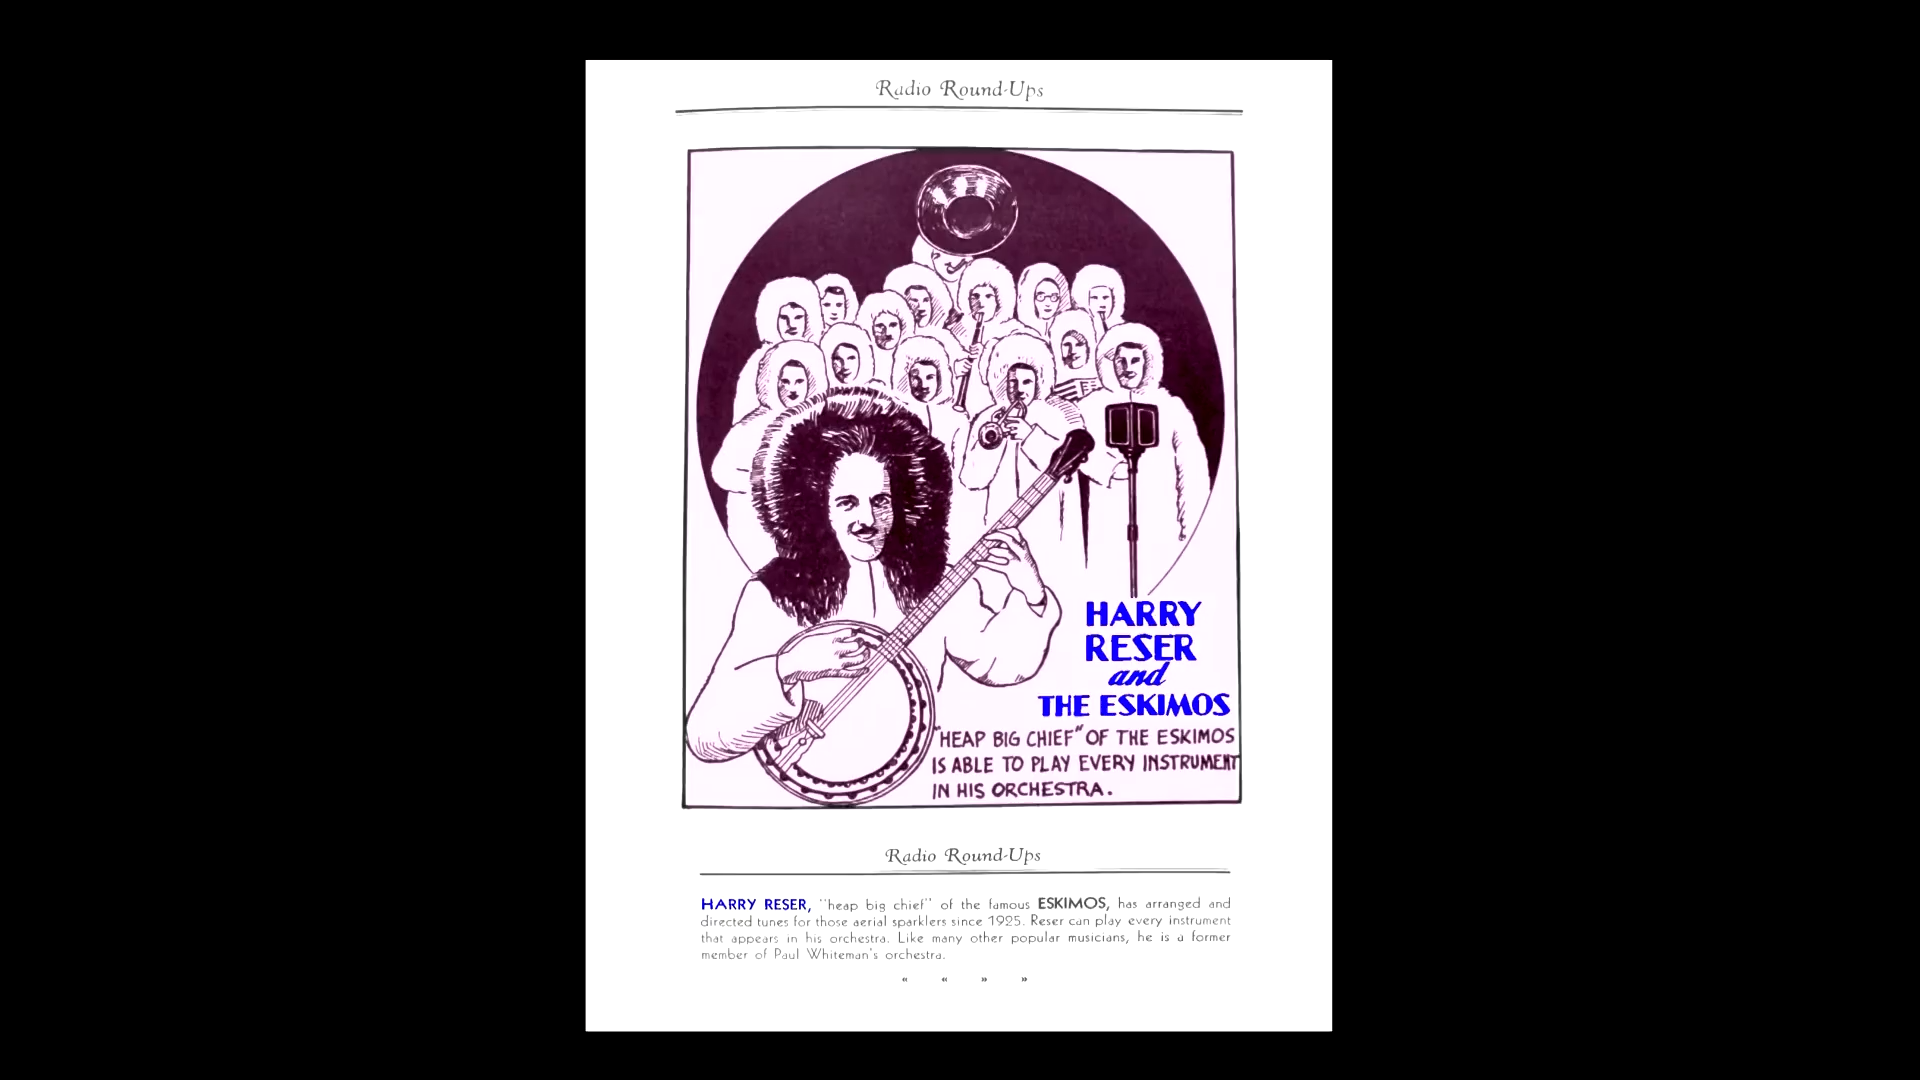 Radio Round-Ups
HARRY
RESER
and
THE ESKIMOS
"HEAP BIG CHIEF" OF THE ESKIMOS
IS ABLE TO PLAY EVERY INSTRUMENT
IN HIS ORCHESTRA.
Radio Round-Ups
HARRY RESER, "heap big chief" of the famous ESKIMOS, has arranged and
directed tunes for those aerial sparklers since 1925. Reser can play every instrument
that appears in his orchestra. Like many other popular musicians, he is a former
member of Paul Whiteman's orchestra.
« « » »